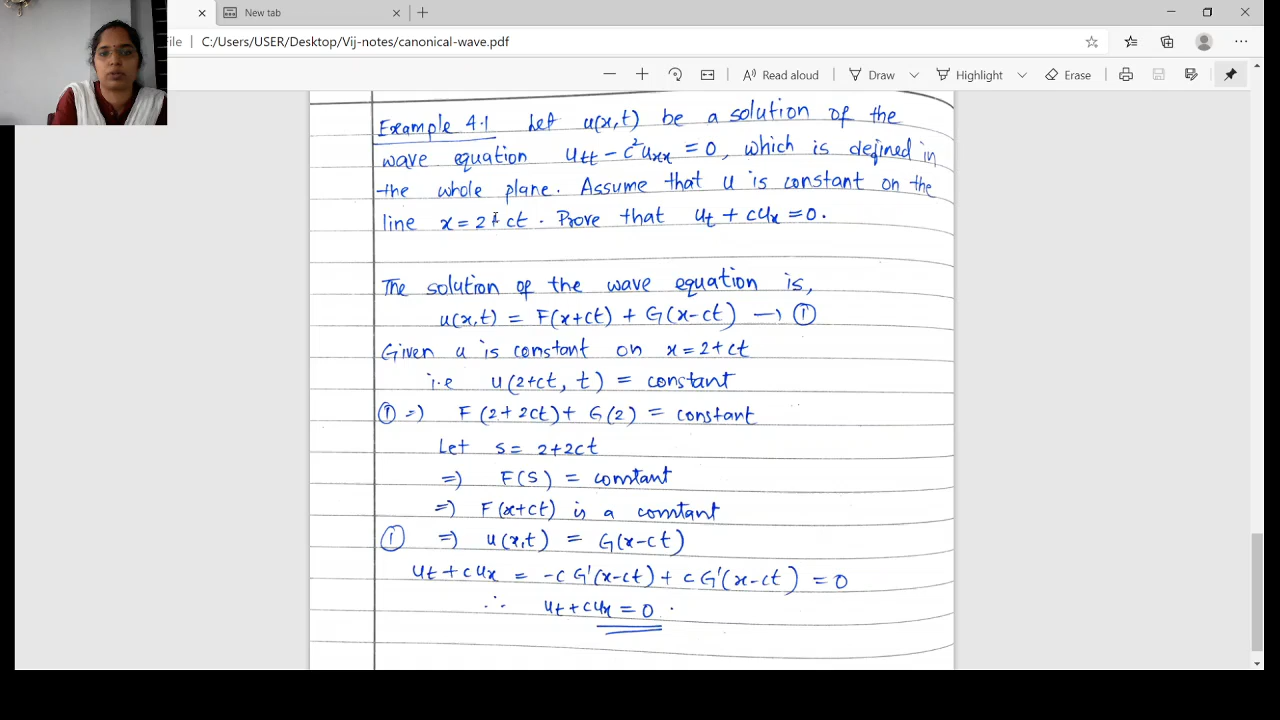 New tab
ile C:/Users/USER/Desktop/Vij-notes/canonical-wave.pdf
Read aloud Draw Highlight Erase
Example 4.1 Let u(x,t) be a solution of the
wave equation utt - c²uxx = 0, which is defined in
the whole plane. Assume that u is constant on the
line x = 2 + ct. Prove that ut + cux = 0.
The solution of the wave equation is,
u(x,t) = F(x+ct) + G(x-ct) → ①
Given u is constant on x = 2+ct
i.e u(2+ct, t) = constant
① => F(2+2ct) + G(2) = constant
Let s = 2+2ct
=> F(s) = constant
=> F(x+ct) is a constant
① => u(x,t) = G(x-ct)
ut + cux = -c G'(x-ct) + c G'(x-ct) = 0
∴ ut + cux = 0.